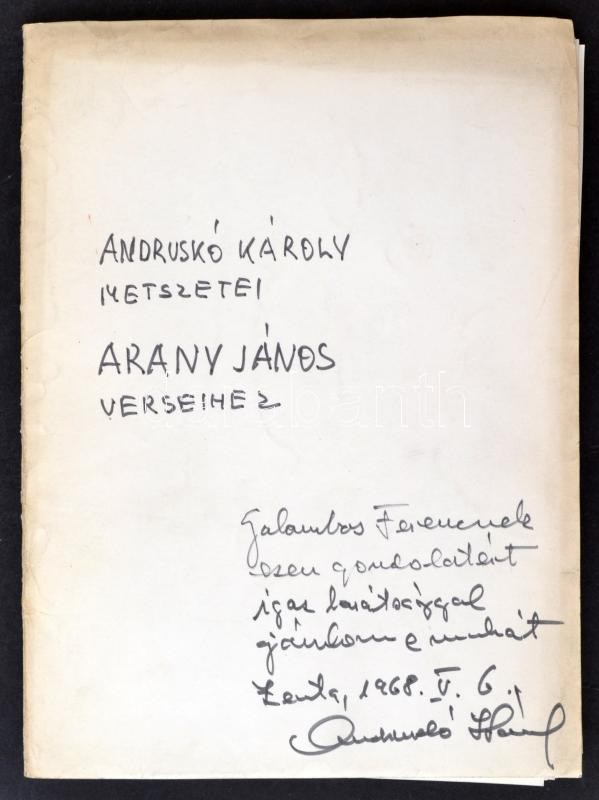 ANDRUSKÓ KÁROLY
METSZETEI
ARANY JÁNOS
VERSEIHEZ
Galambos Ferencnek
ezen gondolatért
igaz barátsággal
ajánlom e munkát
Zenta, 1968. V. 6.
Andruskó Károly